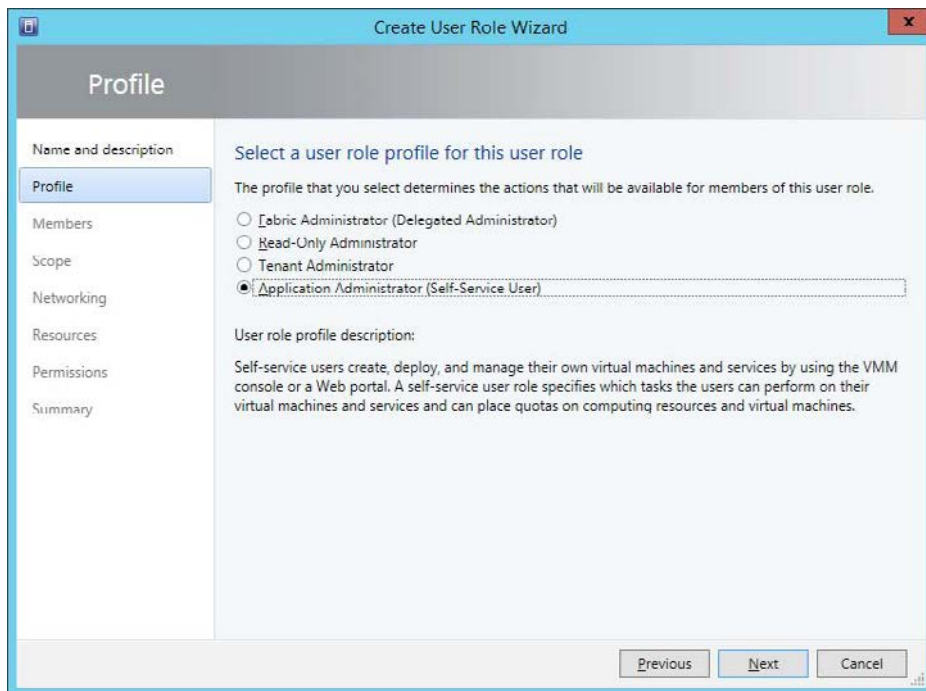 Create User Role Wizard
x
Profile
Name and description
Profile
Members
Scope
Networking
Resources
Permissions
Summary
Select a user role profile for this user role
The profile that you select determines the actions that will be available for members of this user role.
Fabric Administrator (Delegated Administrator)
Read-Only Administrator
Tenant Administrator
Application Administrator (Self-Service User)
User role profile description:
Self-service users create, deploy, and manage their own virtual machines and services by using the VMM
console or a Web portal. A self-service user role specifies which tasks the users can perform on their
virtual machines and services and can place quotas on computing resources and virtual machines.
Previous
Next
Cancel